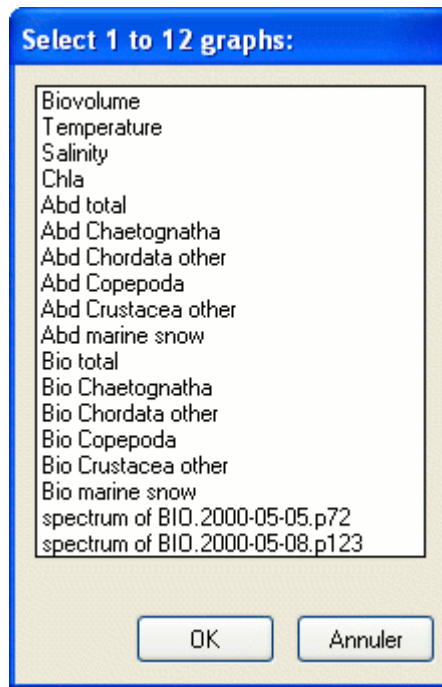 Select 1 to 12 graphs:
Biovolume
Temperature
Salinity
Chla
Abd total
Abd Chaetognatha
Abd Chordata other
Abd Copepoda
Abd Crustacea other
Abd marine snow
Bio total
Bio Chaetognatha
Bio Chordata other
Bio Copepoda
Bio Crustacea other
Bio marine snow
spectrum of BIO.2000-05-05.p72
spectrum of BIO.2000-05-08.p123
OK Annuler